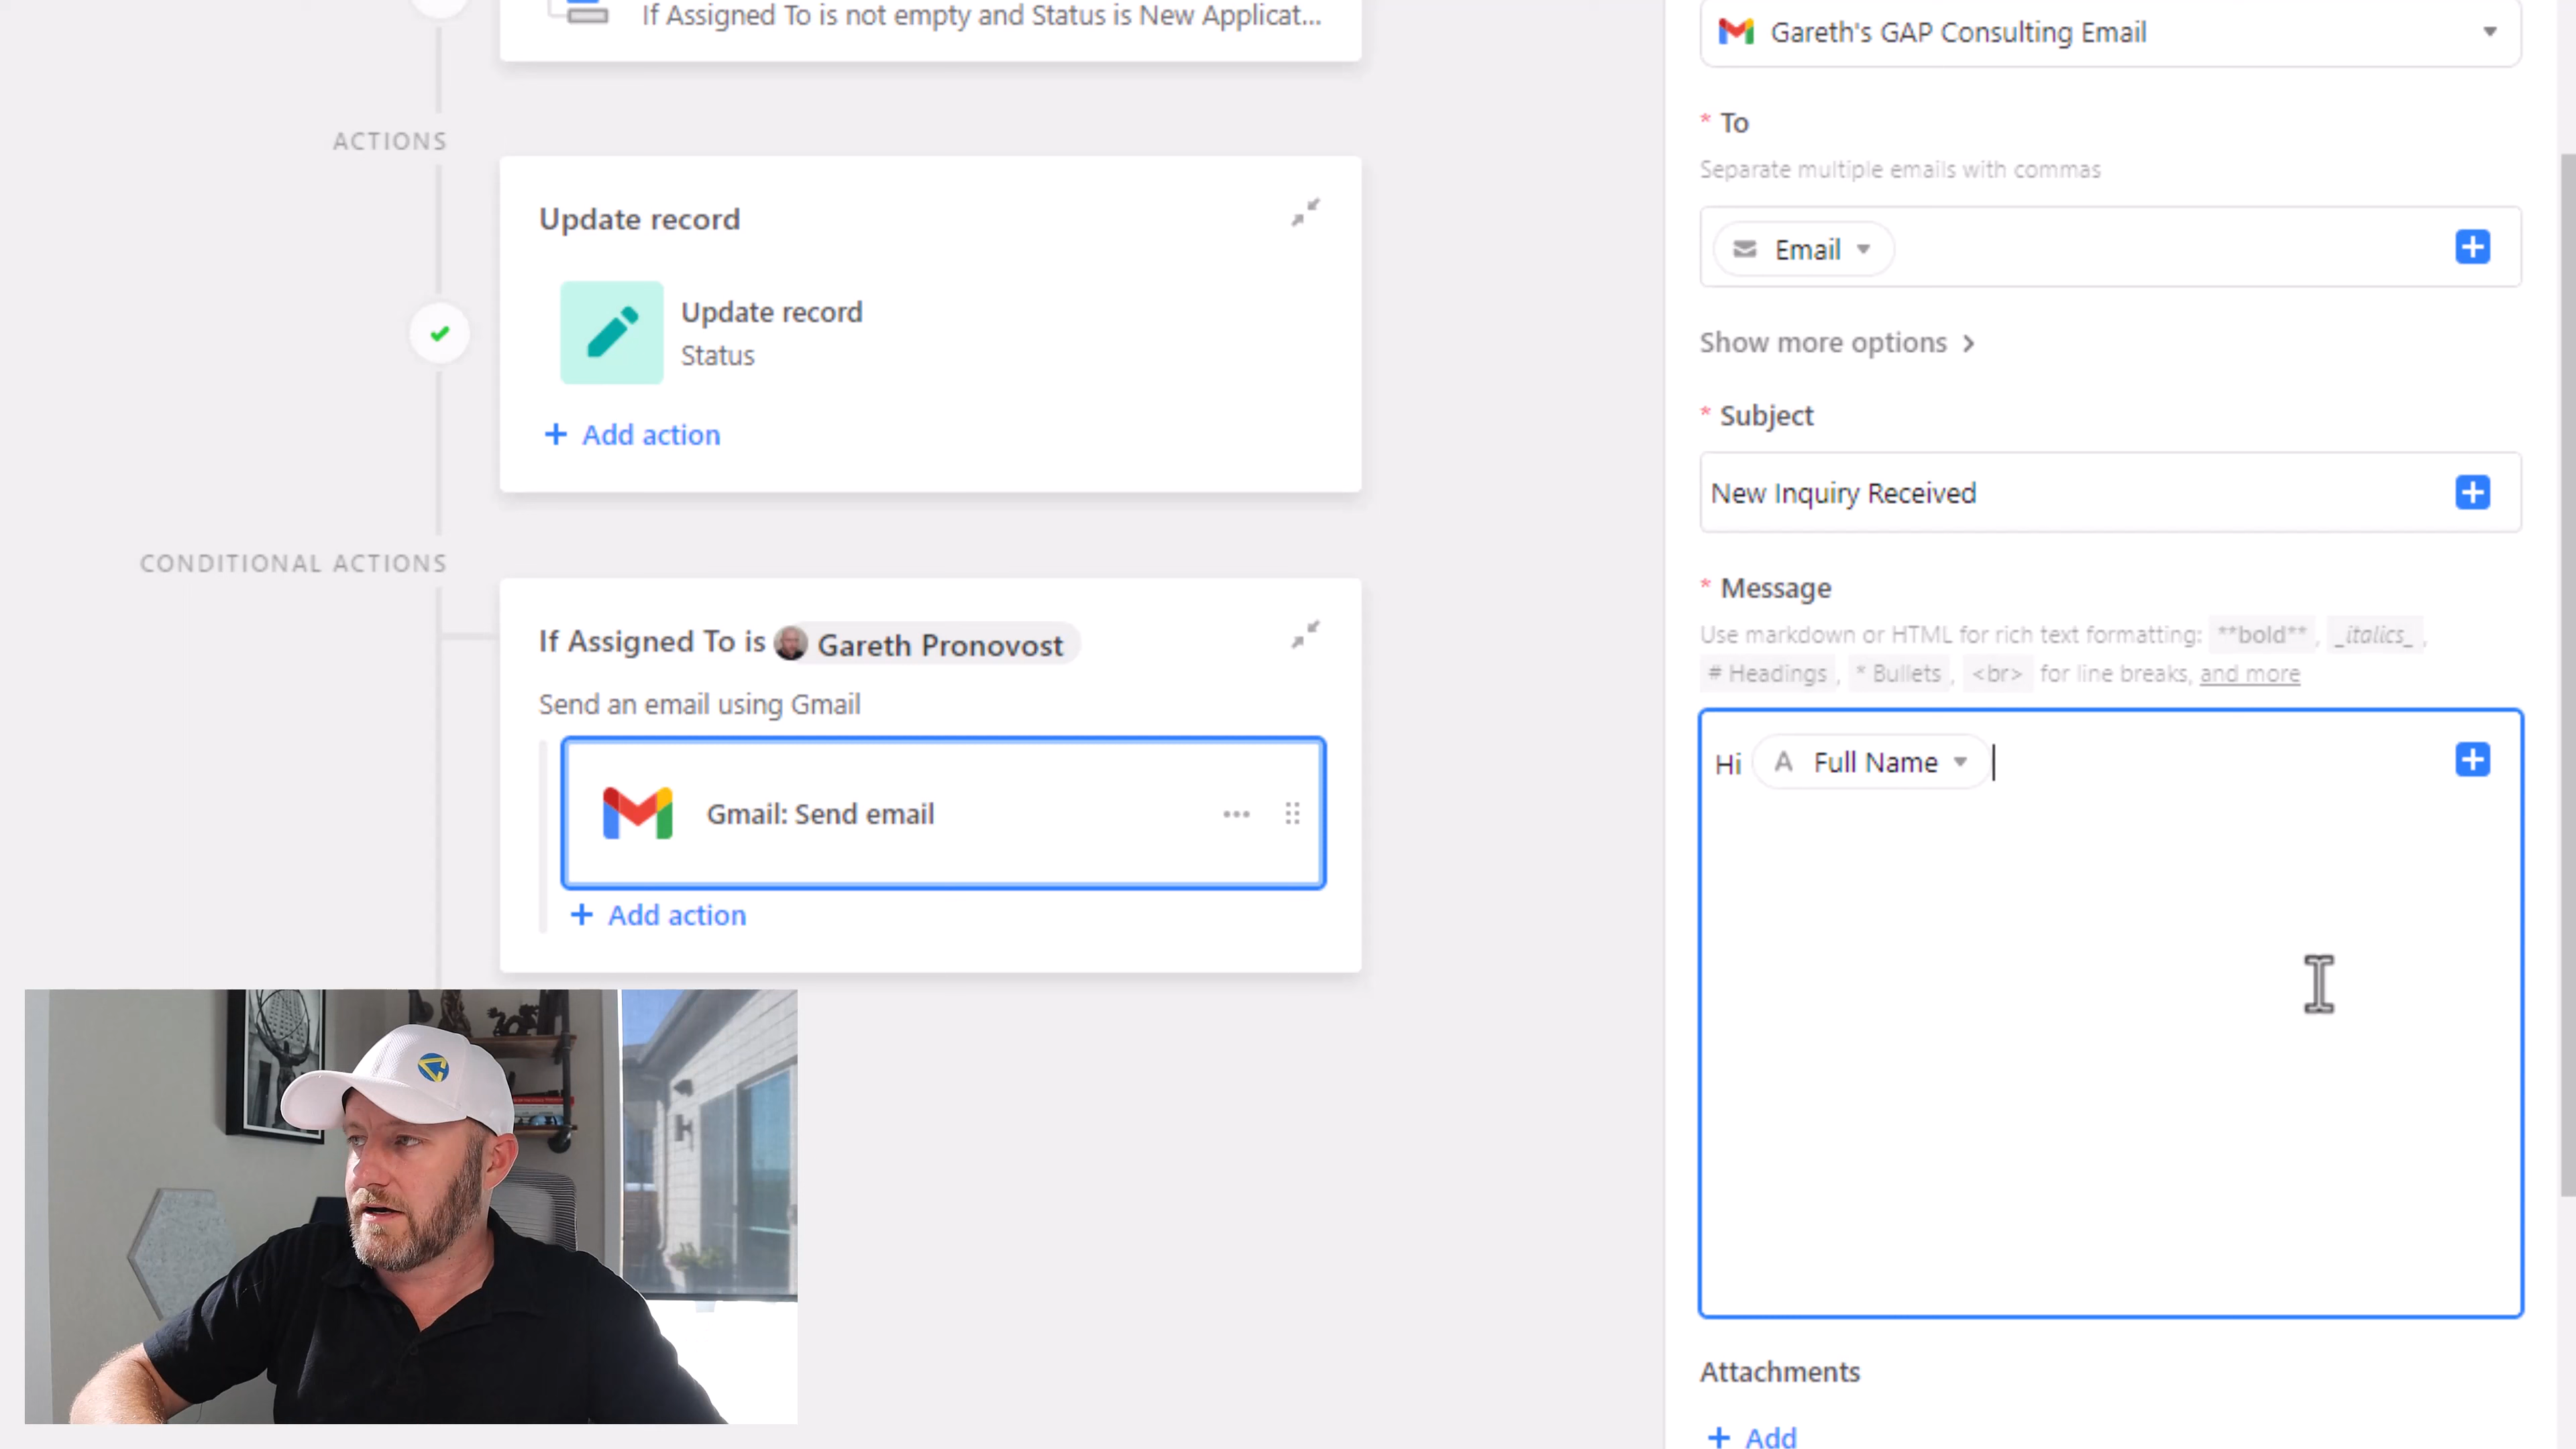 If Assigned To is not empty and Status is New Applicat...
ACTIONS
Update record
Update record
Status
+ Add action
CONDITIONAL ACTIONS
If Assigned To is Gareth Pronovost
Send an email using Gmail
Gmail: Send email
+ Add action
Gareth's GAP Consulting Email
* To
Separate multiple emails with commas
Email
Show more options
* Subject
New Inquiry Received
* Message
Use markdown or HTML for rich text formatting: **bold**, _italics_,
# Headings, * Bullets, <br> for line breaks, and more
Hi Full Name
Attachments
+ Add